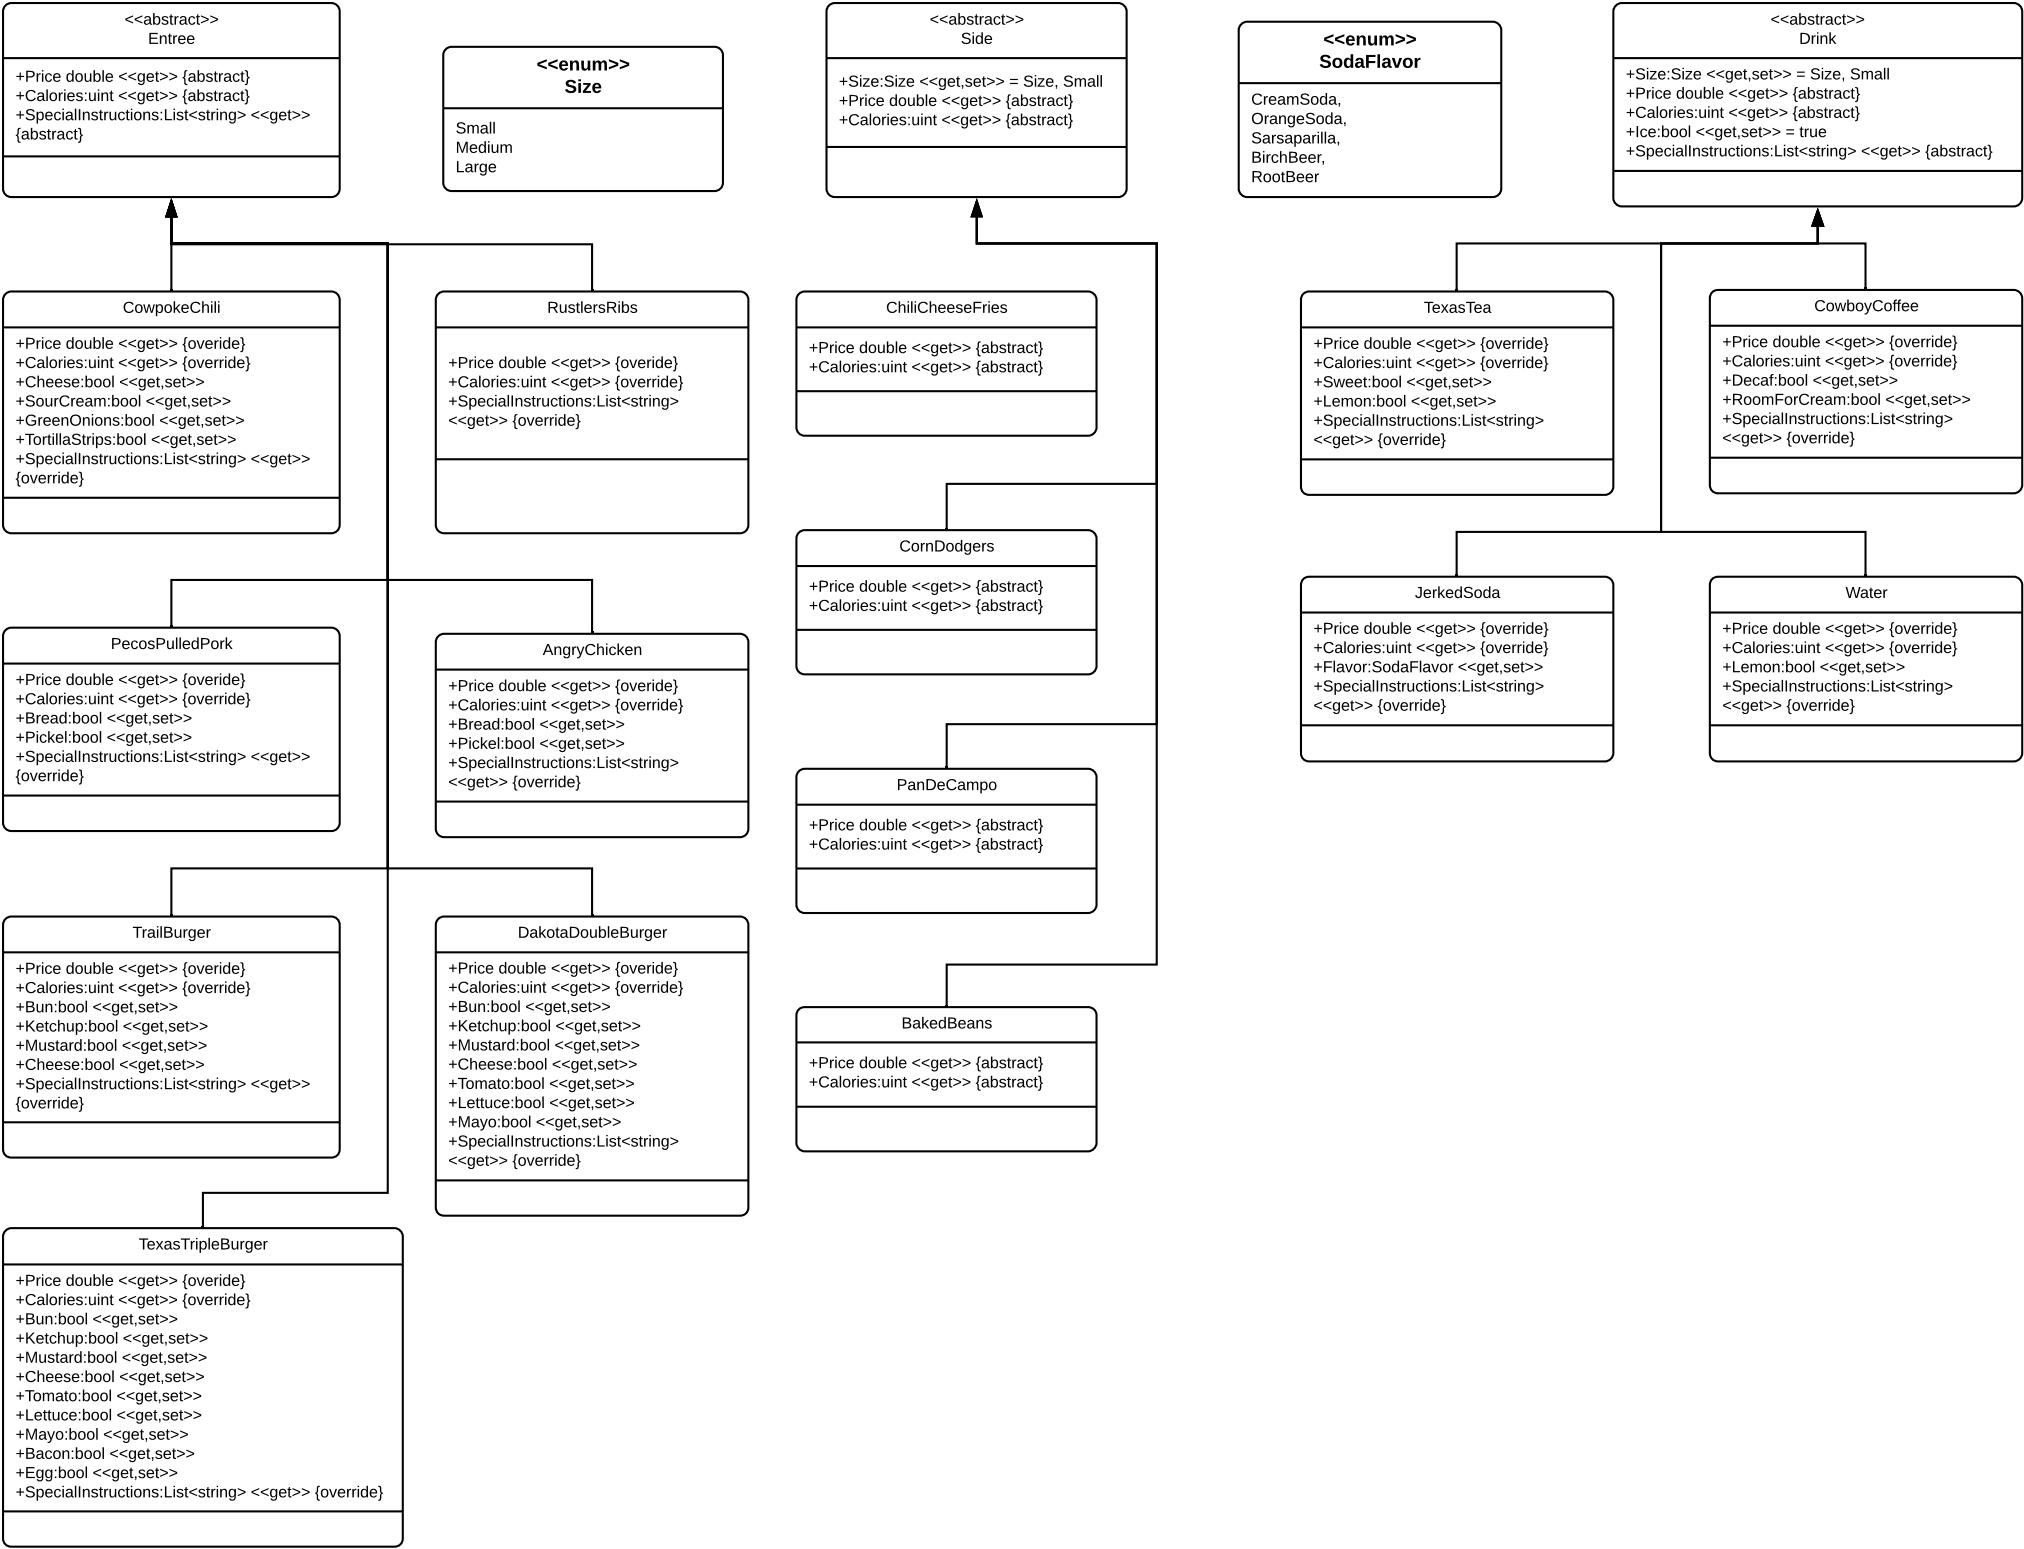 <<abstract>>
Entree
+Price double <<get>> {abstract}
+Calories:uint <<get>> {abstract}
+SpecialInstructions:List<string> <<get>>
{abstract}
<<enum>>
Size
Small
Medium
Large
<<abstract>>
Side
+Size:Size <<get,set>> = Size, Small
+Price double <<get>> {abstract}
+Calories:uint <<get>> {abstract}
<<enum>>
SodaFlavor
CreamSoda,
OrangeSoda,
Sarsaparilla,
BirchBeer,
RootBeer
<<abstract>>
Drink
+Size:Size <<get,set>> = Size, Small
+Price double <<get>> {abstract}
+Calories:uint <<get>> {abstract}
+Ice:bool <<get,set>> = true
+SpecialInstructions:List<string> <<get>> {abstract}
CowpokeChili
+Price double <<get>> {overide}
+Calories:uint <<get>> {override}
+Cheese:bool <<get,set>>
+SourCream:bool <<get,set>>
+GreenOnions:bool <<get,set>>
+TortillaStrips:bool <<get,set>>
+SpecialInstructions:List<string> <<get>>
{override}
RustlersRibs
+Price double <<get>> {overide}
+Calories:uint <<get>> {override}
+SpecialInstructions:List<string>
<<get>> {override}
ChiliCheeseFries
+Price double <<get>> {abstract}
+Calories:uint <<get>> {abstract}
TexasTea
+Price double <<get>> {override}
+Calories:uint <<get>> {override}
+Sweet:bool <<get,set>>
+Lemon:bool <<get,set>>
+SpecialInstructions:List<string>
<<get>> {override}
CowboyCoffee
+Price double <<get>> {override}
+Calories:uint <<get>> {override}
+Decaf:bool <<get,set>>
+RoomForCream:bool <<get,set>>
+SpecialInstructions:List<string>
<<get>> {override}
CornDodgers
+Price double <<get>> {abstract}
+Calories:uint <<get>> {abstract}
JerkedSoda
+Price double <<get>> {override}
+Calories:uint <<get>> {override}
+Flavor:SodaFlavor <<get,set>>
+SpecialInstructions:List<string>
<<get>> {override}
Water
+Price double <<get>> {override}
+Calories:uint <<get>> {override}
+Lemon:bool <<get,set>>
+SpecialInstructions:List<string>
<<get>> {override}
PecosPulledPork
+Price double <<get>> {overide}
+Calories:uint <<get>> {override}
+Bread:bool <<get,set>>
+Pickel:bool <<get,set>>
+SpecialInstructions:List<string> <<get>>
{override}
AngryChicken
+Price double <<get>> {overide}
+Calories:uint <<get>> {override}
+Bread:bool <<get,set>>
+Pickel:bool <<get,set>>
+SpecialInstructions:List<string>
<<get>> {override}
PanDeCampo
+Price double <<get>> {abstract}
+Calories:uint <<get>> {abstract}
TrailBurger
+Price double <<get>> {overide}
+Calories:uint <<get>> {override}
+Bun:bool <<get,set>>
+Ketchup:bool <<get,set>>
+Mustard:bool <<get,set>>
+Cheese:bool <<get,set>>
+SpecialInstructions:List<string> <<get>>
{override}
DakotaDoubleBurger
+Price double <<get>> {overide}
+Calories:uint <<get>> {override}
+Bun:bool <<get,set>>
+Ketchup:bool <<get,set>>
+Mustard:bool <<get,set>>
+Cheese:bool <<get,set>>
+Tomato:bool <<get,set>>
+Lettuce:bool <<get,set>>
+Mayo:bool <<get,set>>
+SpecialInstructions:List<string>
<<get>> {override}
BakedBeans
+Price double <<get>> {abstract}
+Calories:uint <<get>> {abstract}
TexasTripleBurger
+Price double <<get>> {overide}
+Calories:uint <<get>> {override}
+Bun:bool <<get,set>>
+Ketchup:bool <<get,set>>
+Mustard:bool <<get,set>>
+Cheese:bool <<get,set>>
+Tomato:bool <<get,set>>
+Lettuce:bool <<get,set>>
+Mayo:bool <<get,set>>
+Bacon:bool <<get,set>>
+Egg:bool <<get,set>>
+SpecialInstructions:List<string> <<get>> {override}